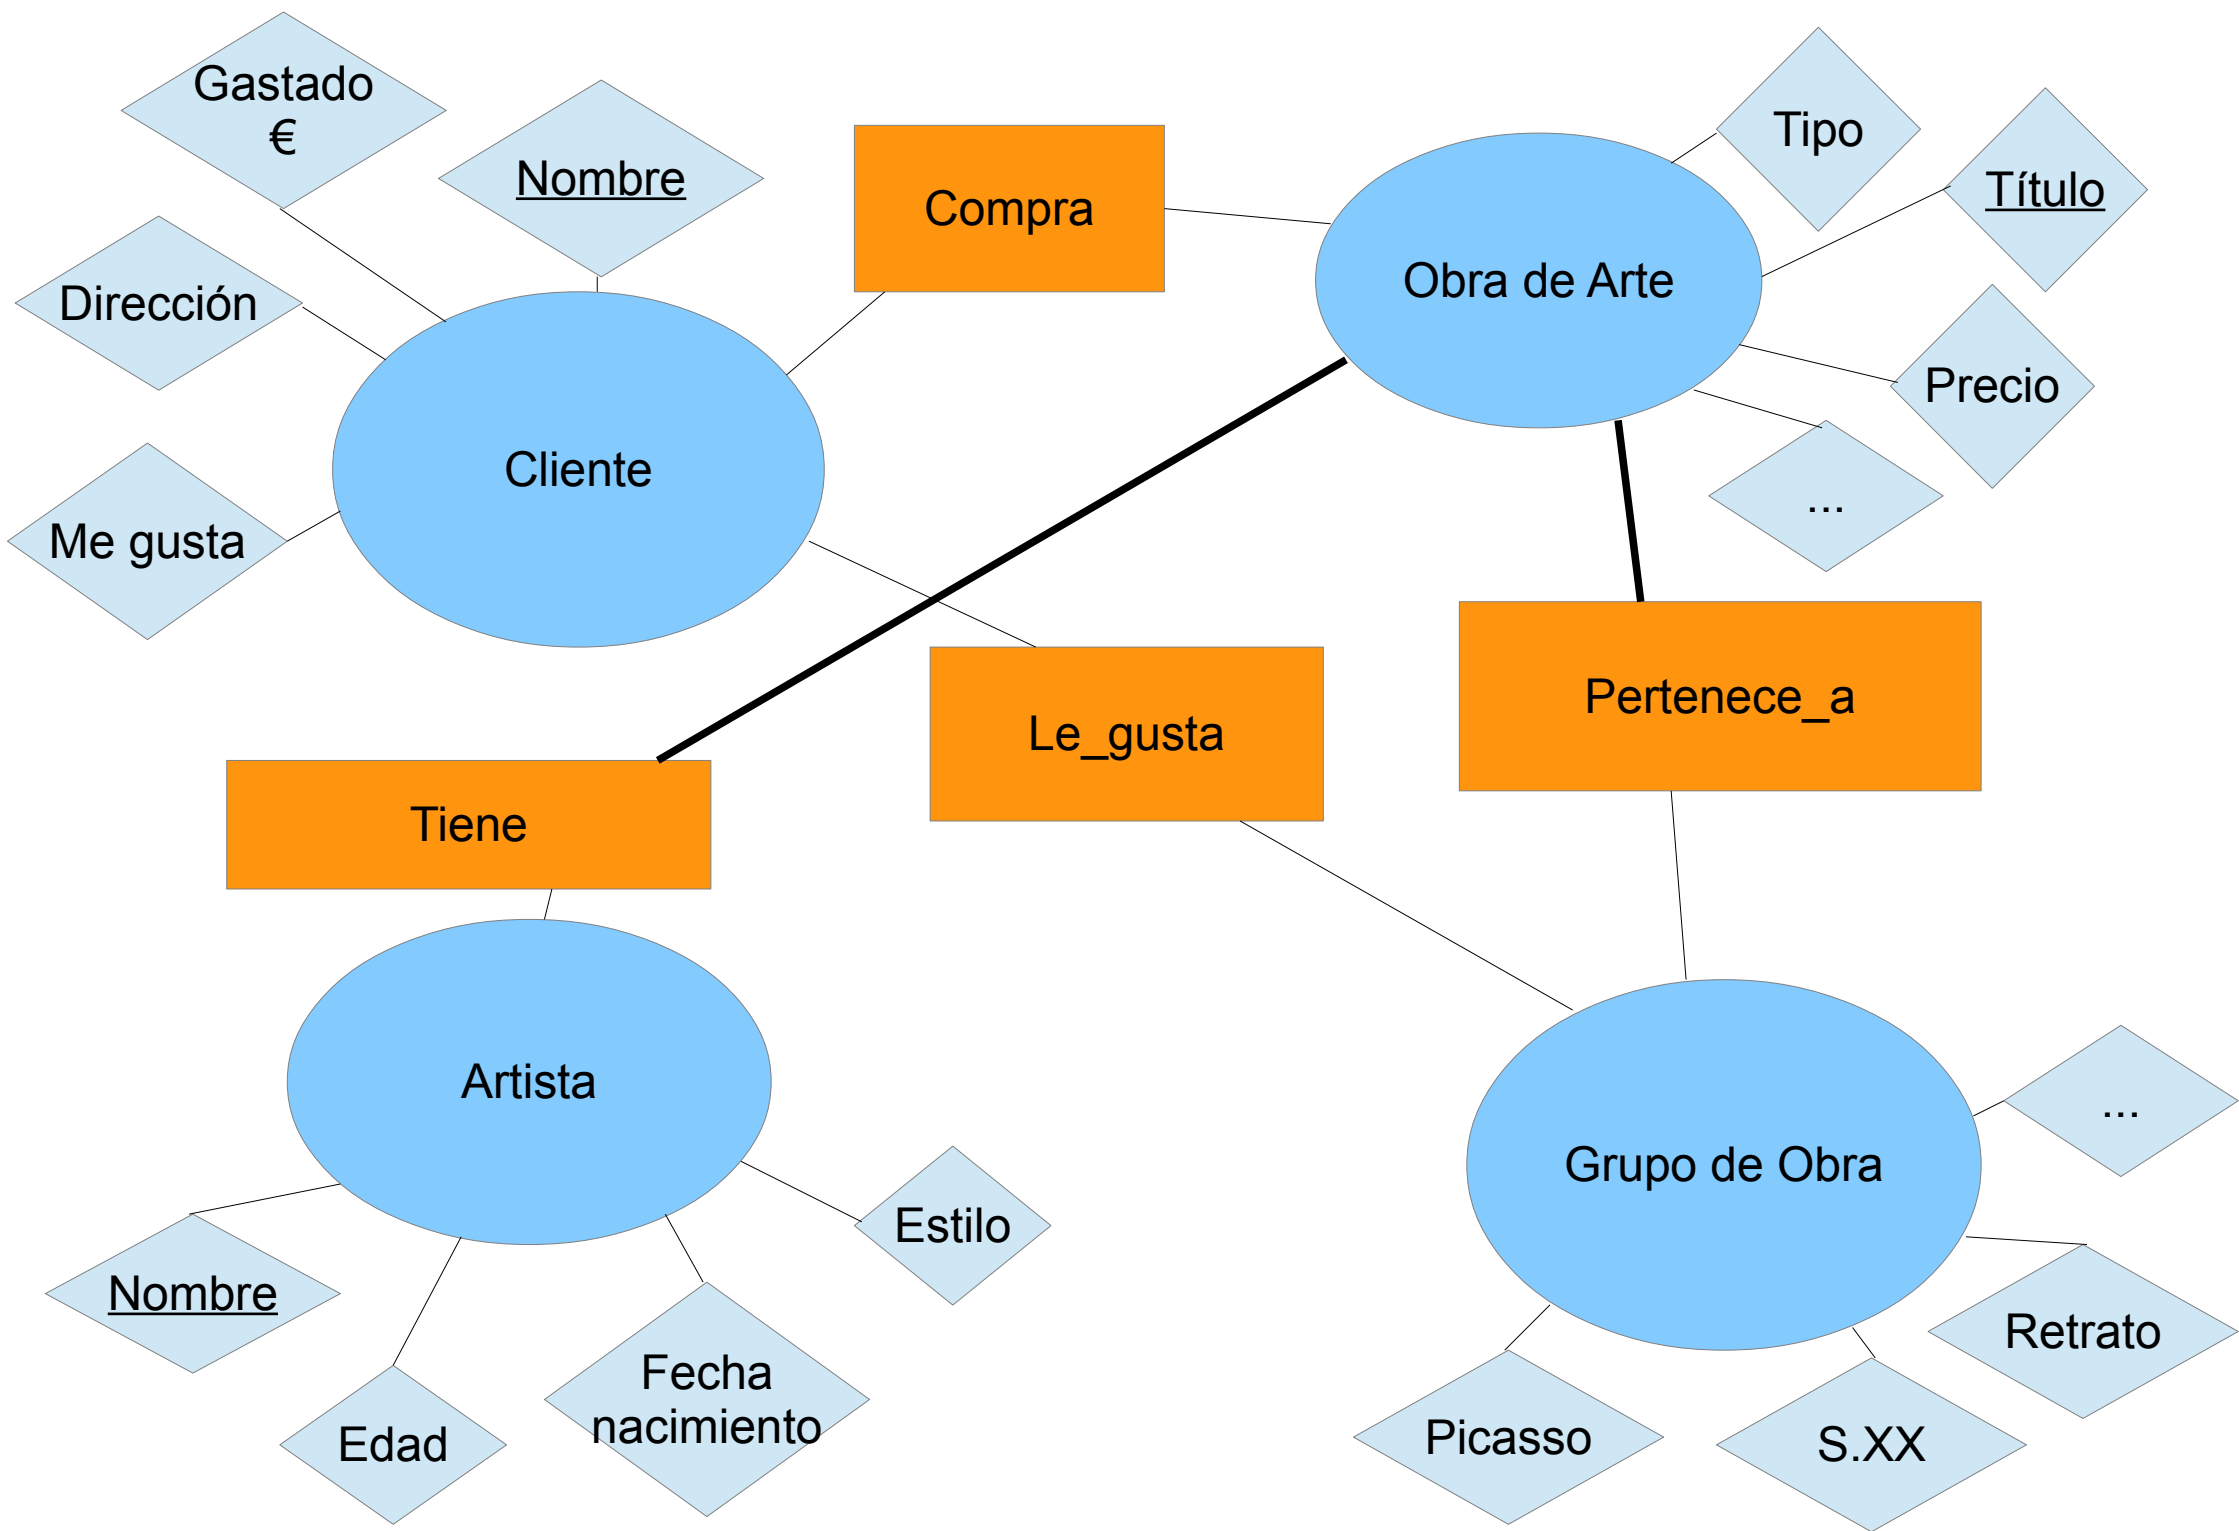 Gastado
€
Nombre
Compra
Tipo
Título
Obra de Arte
Dirección
Precio
Cliente
...
Me gusta
Pertenece_a
Le_gusta
Tiene
Artista
...
Grupo de Obra
Estilo
Nombre
Retrato
Fecha
nacimiento
Edad
Picasso
S.XX